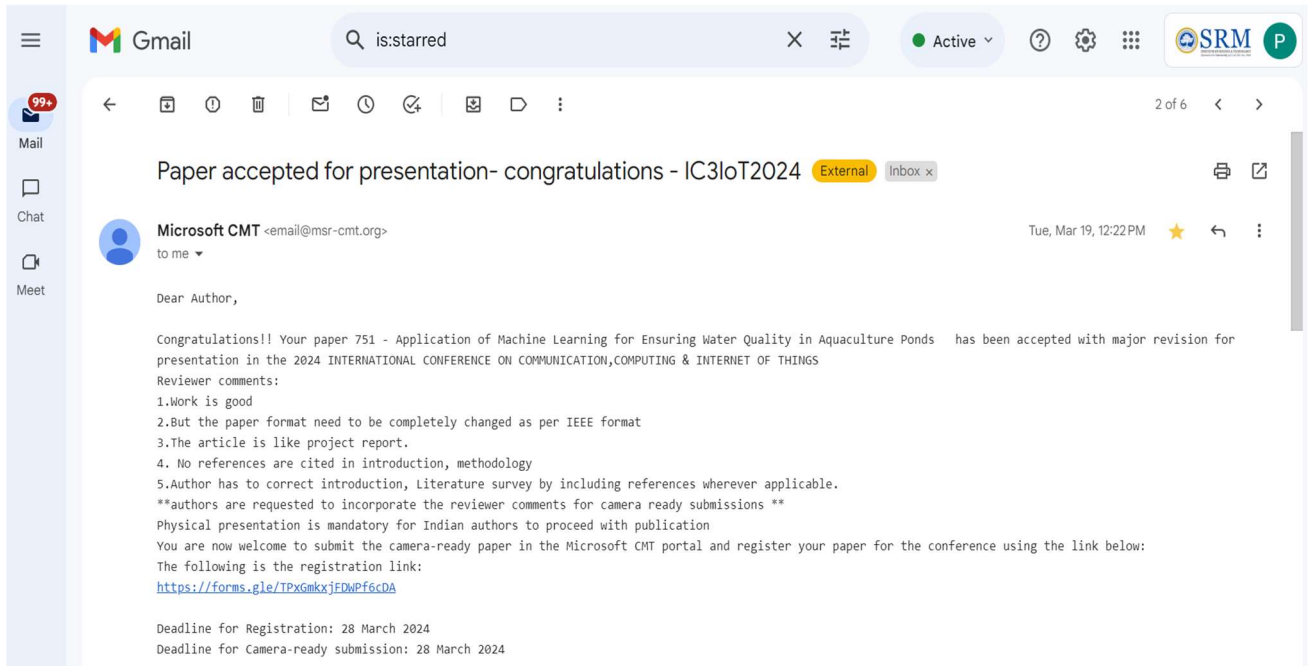 Gmail
is:starred
Active
SRM
P
99+
Mail
Chat
Meet
2 of 6
Paper accepted for presentation- congratulations - IC3IoT2024 External Inbox x
Microsoft CMT <email@msr-cmt.org>
Tue, Mar 19, 12:22 PM
to me
Dear Author,
Congratulations!! Your paper 751 - Application of Machine Learning for Ensuring Water Quality in Aquaculture Ponds has been accepted with major revision for
presentation in the 2024 INTERNATIONAL CONFERENCE ON COMMUNICATION,COMPUTING & INTERNET OF THINGS
Reviewer comments:
1.Work is good
2.But the paper format need to be completely changed as per IEEE format
3.The article is like project report.
4. No references are cited in introduction, methodology
5.Author has to correct introduction, Literature survey by including references wherever applicable.
**authors are requested to incorporate the reviewer comments for camera ready submissions **
Physical presentation is mandatory for Indian authors to proceed with publication
You are now welcome to submit the camera-ready paper in the Microsoft CMT portal and register your paper for the conference using the link below:
The following is the registration link:
https://forms.gle/TPxGmkxjFDWPf6cDA
Deadline for Registration: 28 March 2024
Deadline for Camera-ready submission: 28 March 2024